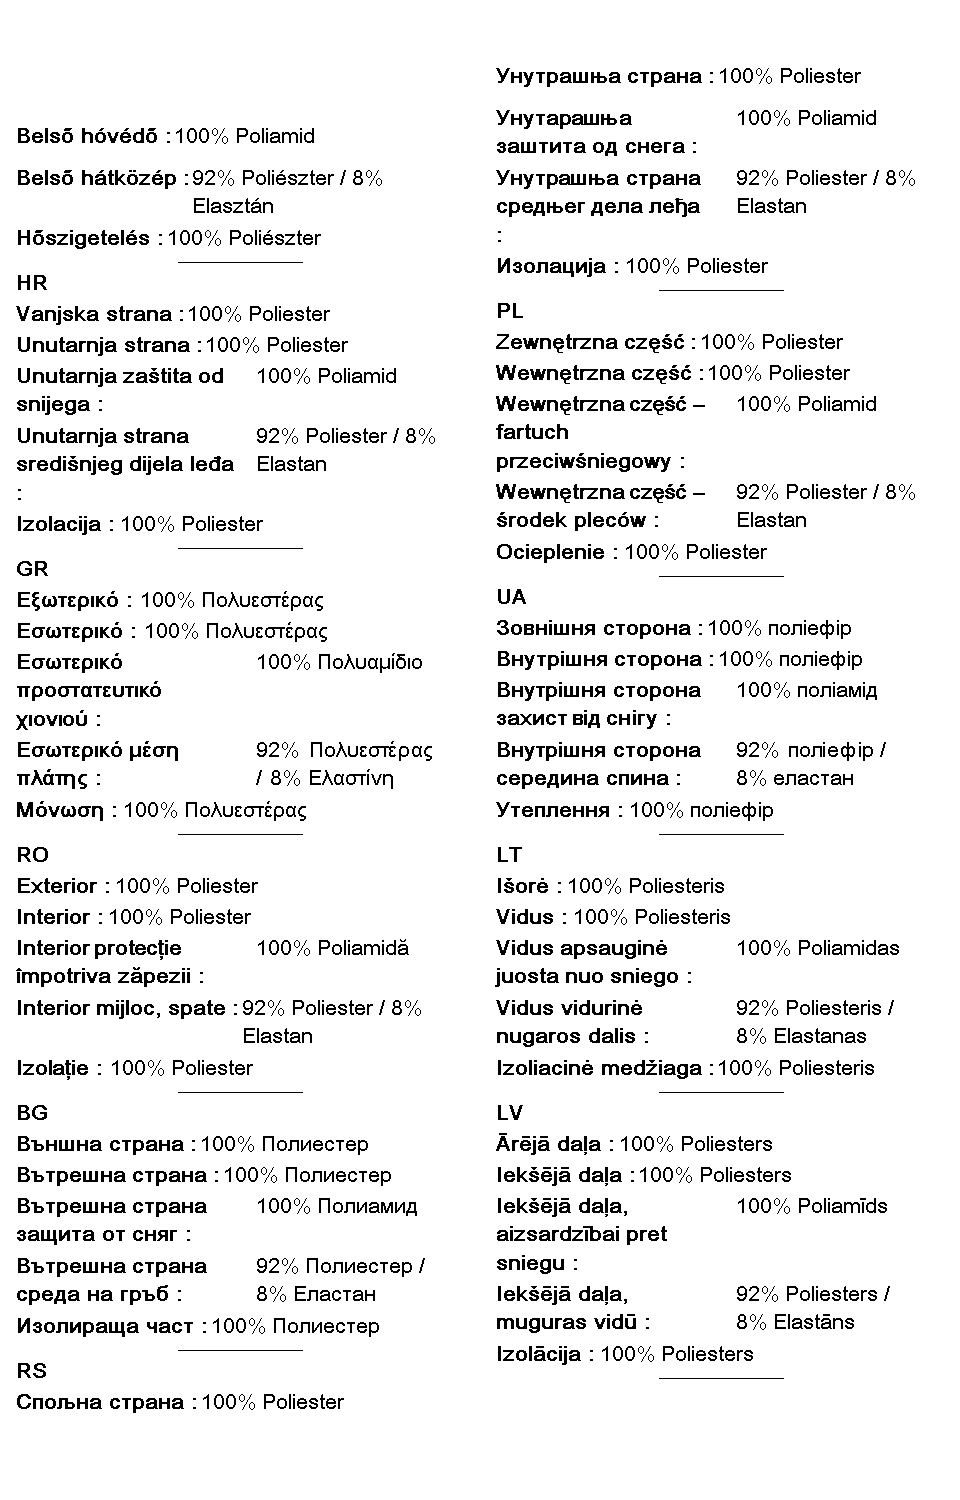 Belső hóvédő : 100% Poliamid
Belső hátközép : 92% Poliészter / 8%
Elasztán
Hőszigetelés : 100% Poliészter
HR
Vanjska strana : 100% Poliester
Unutarnja strana : 100% Poliester
Unutarnja zaštita od 100% Poliamid
snijega :
Unutarnja strana 92% Poliester / 8%
središnjeg dijela leđa Elastan
:
Izolacija : 100% Poliester
GR
Εξωτερικό : 100% Πολυεστέρας
Εσωτερικό : 100% Πολυεστέρας
Εσωτερικό 100% Πολυαμίδιο
προστατευτικό
χιονιού :
Εσωτερικό μέση 92% Πολυεστέρας
πλάτης : / 8% Ελαστίνη
Μόνωση : 100% Πολυεστέρας
RO
Exterior : 100% Poliester
Interior : 100% Poliester
Interior protecție 100% Poliamidă
împotriva zăpezii :
Interior mijloc, spate : 92% Poliester / 8%
Elastan
Izolație : 100% Poliester
BG
Външна страна : 100% Полиестер
Вътрешна страна : 100% Полиестер
Вътрешна страна 100% Полиамид
защита от сняг :
Вътрешна страна 92% Полиестер /
среда на гръб : 8% Еластан
Изолираща част : 100% Полиестер
RS
Спољна страна : 100% Poliester
Унутрашња страна : 100% Poliester
Унутарашња 100% Poliamid
заштита од снега :
Унутрашња страна 92% Poliester / 8%
средњег дела леђа Elastan
:
Изолација : 100% Poliester
PL
Zewnętrzna część : 100% Poliester
Wewnętrzna część : 100% Poliester
Wewnętrzna część – 100% Poliamid
fartuch
przeciwśniegowy :
Wewnętrzna część – 92% Poliester / 8%
środek pleców : Elastan
Ocieplenie : 100% Poliester
UA
Зовнішня сторона : 100% поліефір
Внутрішня сторона : 100% поліефір
Внутрішня сторона 100% поліамід
захист від снігу :
Внутрішня сторона 92% поліефір /
середина спина : 8% еластан
Утеплення : 100% поліефір
LT
Išorė : 100% Poliesteris
Vidus : 100% Poliesteris
Vidus apsauginė 100% Poliamidas
juosta nuo sniego :
Vidus vidurinė 92% Poliesteris /
nugaros dalis : 8% Elastanas
Izoliacinė medžiaga : 100% Poliesteris
LV
Ārējā daļa : 100% Poliesters
Iekšējā daļa : 100% Poliesters
Iekšējā daļa, 100% Poliamīds
aizsardzībai pret
sniegu :
Iekšējā daļa, 92% Poliesters /
muguras vidū : 8% Elastāns
Izolācija : 100% Poliesters